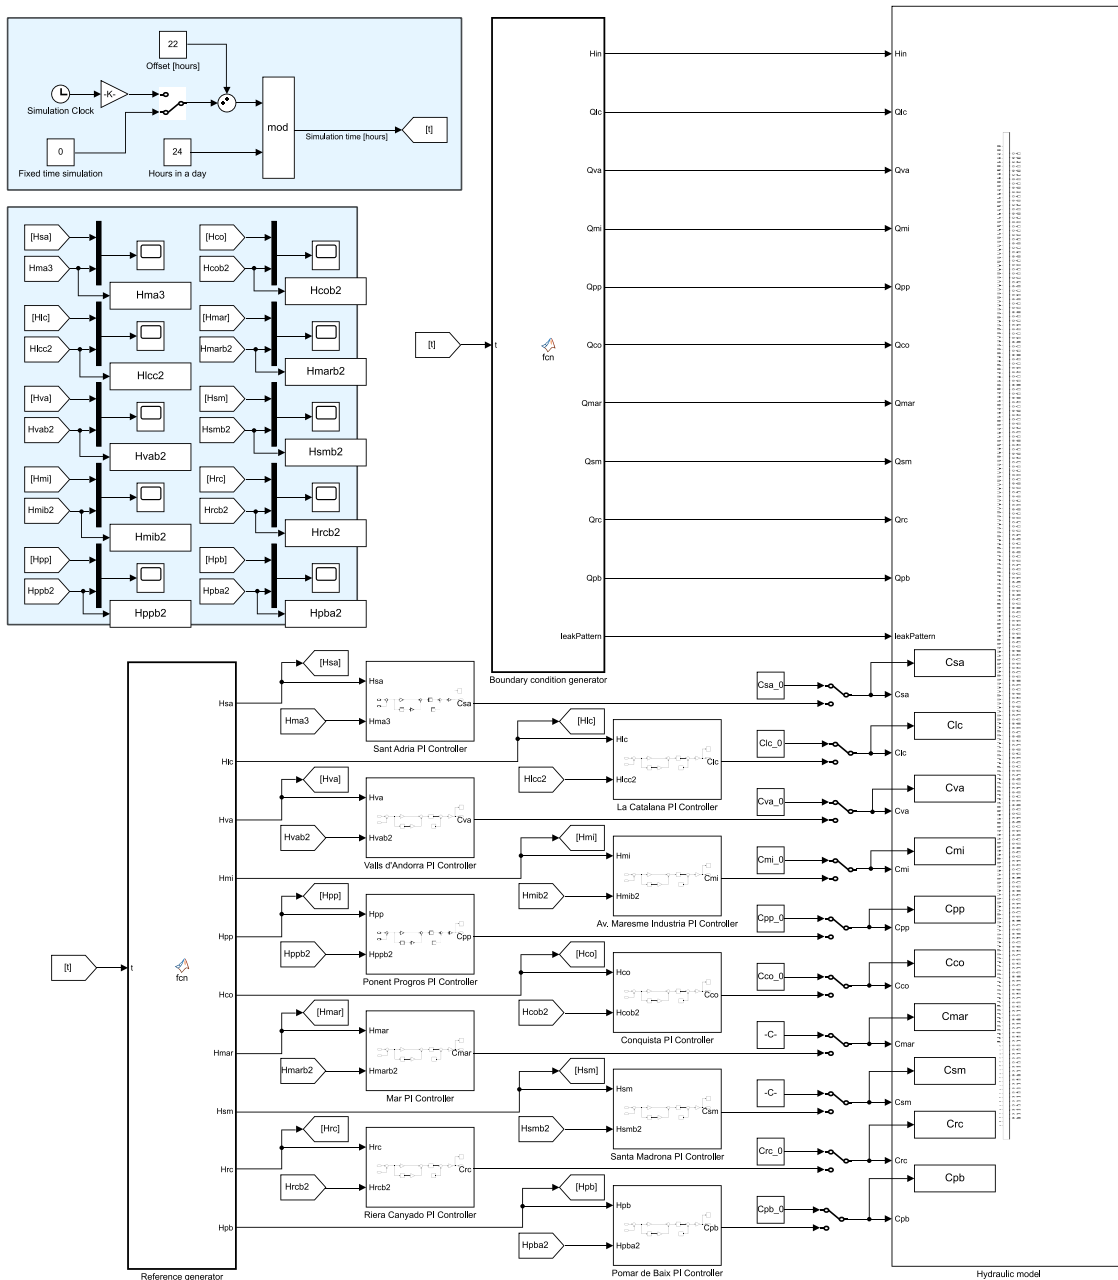 22
Offset [hours]
-K-
Simulation Clock
mod
Simulation time [hours]
[t]
0
Fixed time simulation
24
Hours in a day
[Hsa]
Hma3
Hma3
[Hco]
Hcob2
Hcob2
[Hlc]
Hlcc2
Hlcc2
[Hmar]
Hmarb2
Hmarb2
[Hva]
Hvab2
Hvab2
[Hsm]
Hsmb2
Hsmb2
[Hmi]
Hmib2
Hmib2
[Hrc]
Hrcb2
Hrcb2
[Hpp]
Hppb2
Hppb2
[Hpb]
Hpba2
Hpba2
[t]
t
fcn
Hin
Qlc
Qva
Qmi
Qpp
Qco
Qmar
Qsm
Qrc
Qpb
leakPattern
Boundary condition generator
Hin
Qlc
Qva
Qmi
Qpp
Qco
Qmar
Qsm
Qrc
Qpb
leakPattern
Csa
Clc
Cva
Cmi
Cpp
Cco
Cmar
Csm
Crc
Cpb
Hydraulic model
[t]
t
fcn
Hsa
Hlc
Hva
Hmi
Hpp
Hco
Hmar
Hsm
Hrc
Hpb
Reference generator
[Hsa]
Hma3
Hsa
Hma3
Csa
Sant Adria PI Controller
Csa_0
Csa
[Hlc]
Hlcc2
Hlc
Hlcc2
Clc
La Catalana PI Controller
Clc_0
Clc
[Hva]
Hvab2
Hva
Hvab2
Cva
Valls d'Andorra PI Controller
Cva_0
Cva
[Hmi]
Hmib2
Hmi
Hmib2
Cmi
Av. Maresme Industria PI Controller
Cmi_0
Cmi
[Hpp]
Hppb2
Hpp
Hppb2
Cpp
Ponent Progros PI Controller
Cpp_0
Cpp
[Hco]
Hcob2
Hco
Hcob2
Cco
Conquista PI Controller
Cco_0
Cco
[Hmar]
Hmarb2
Hmar
Hmarb2
Cmar
Mar PI Controller
-C-
Cmar
[Hsm]
Hsmb2
Hsm
Hsmb2
Csm
Santa Madrona PI Controller
-C-
Csm
[Hrc]
Hrcb2
Hrc
Hrcb2
Crc
Riera Canyado PI Controller
Crc_0
Crc
[Hpb]
Hpba2
Hpb
Hpba2
Cpb
Pomar de Baix PI Controller
Cpb_0
Cpb